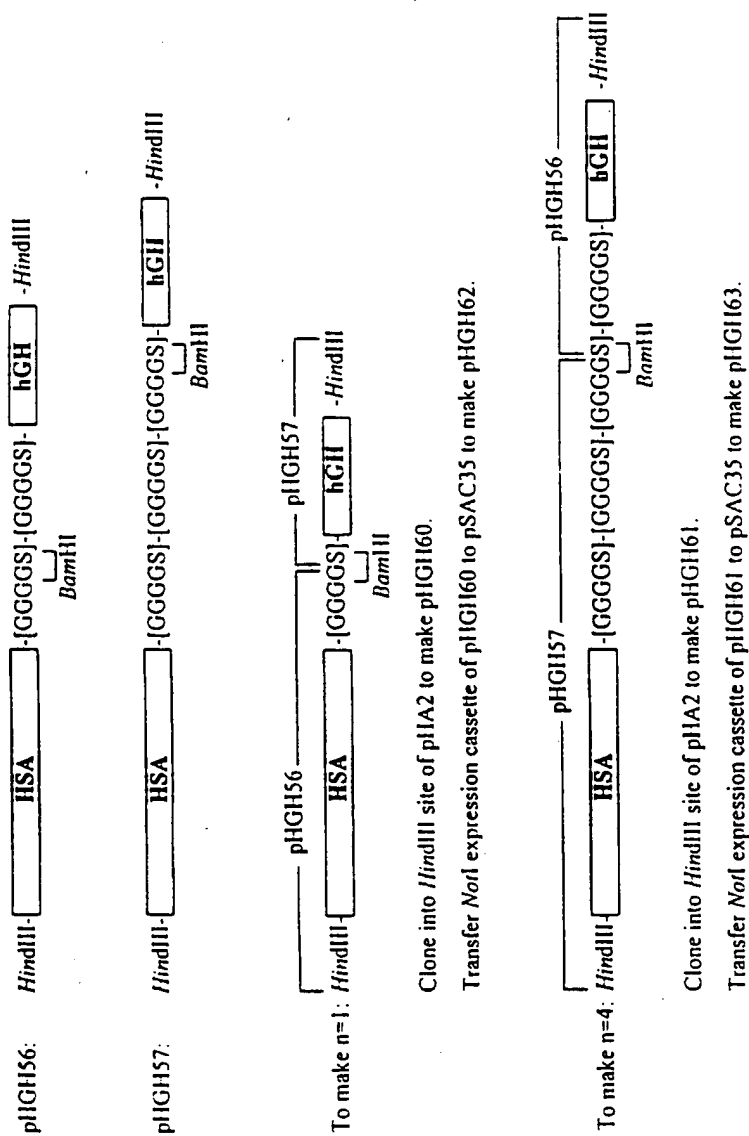 pHGH56: HindIII- HSA -[GGGGS]-[GGGGS]- hGH -HindIII
BamHI
pHGH57: HindIII- HSA -[GGGGS]-[GGGGS]-[GGGGS]- hGH -HindIII
BamHI
pHGH56 pHGH57
To make n=1: HindIII- HSA -[GGGGS]- hGH -HindIII
BamHI
Clone into HindIII site of pHA2 to make pHGH60.
Transfer NotI expression cassette of pHGH60 to pSAC35 to make pHGH62.
pHGH57 pHGH56
To make n=4: HindIII- HSA -[GGGGS]-[GGGGS]-[GGGGS]-[GGGGS]- hGH -HindIII
BamHI
Clone into HindIII site of pHA2 to make pHGH61.
Transfer NotI expression cassette of pHGH61 to pSAC35 to make pHGH63.